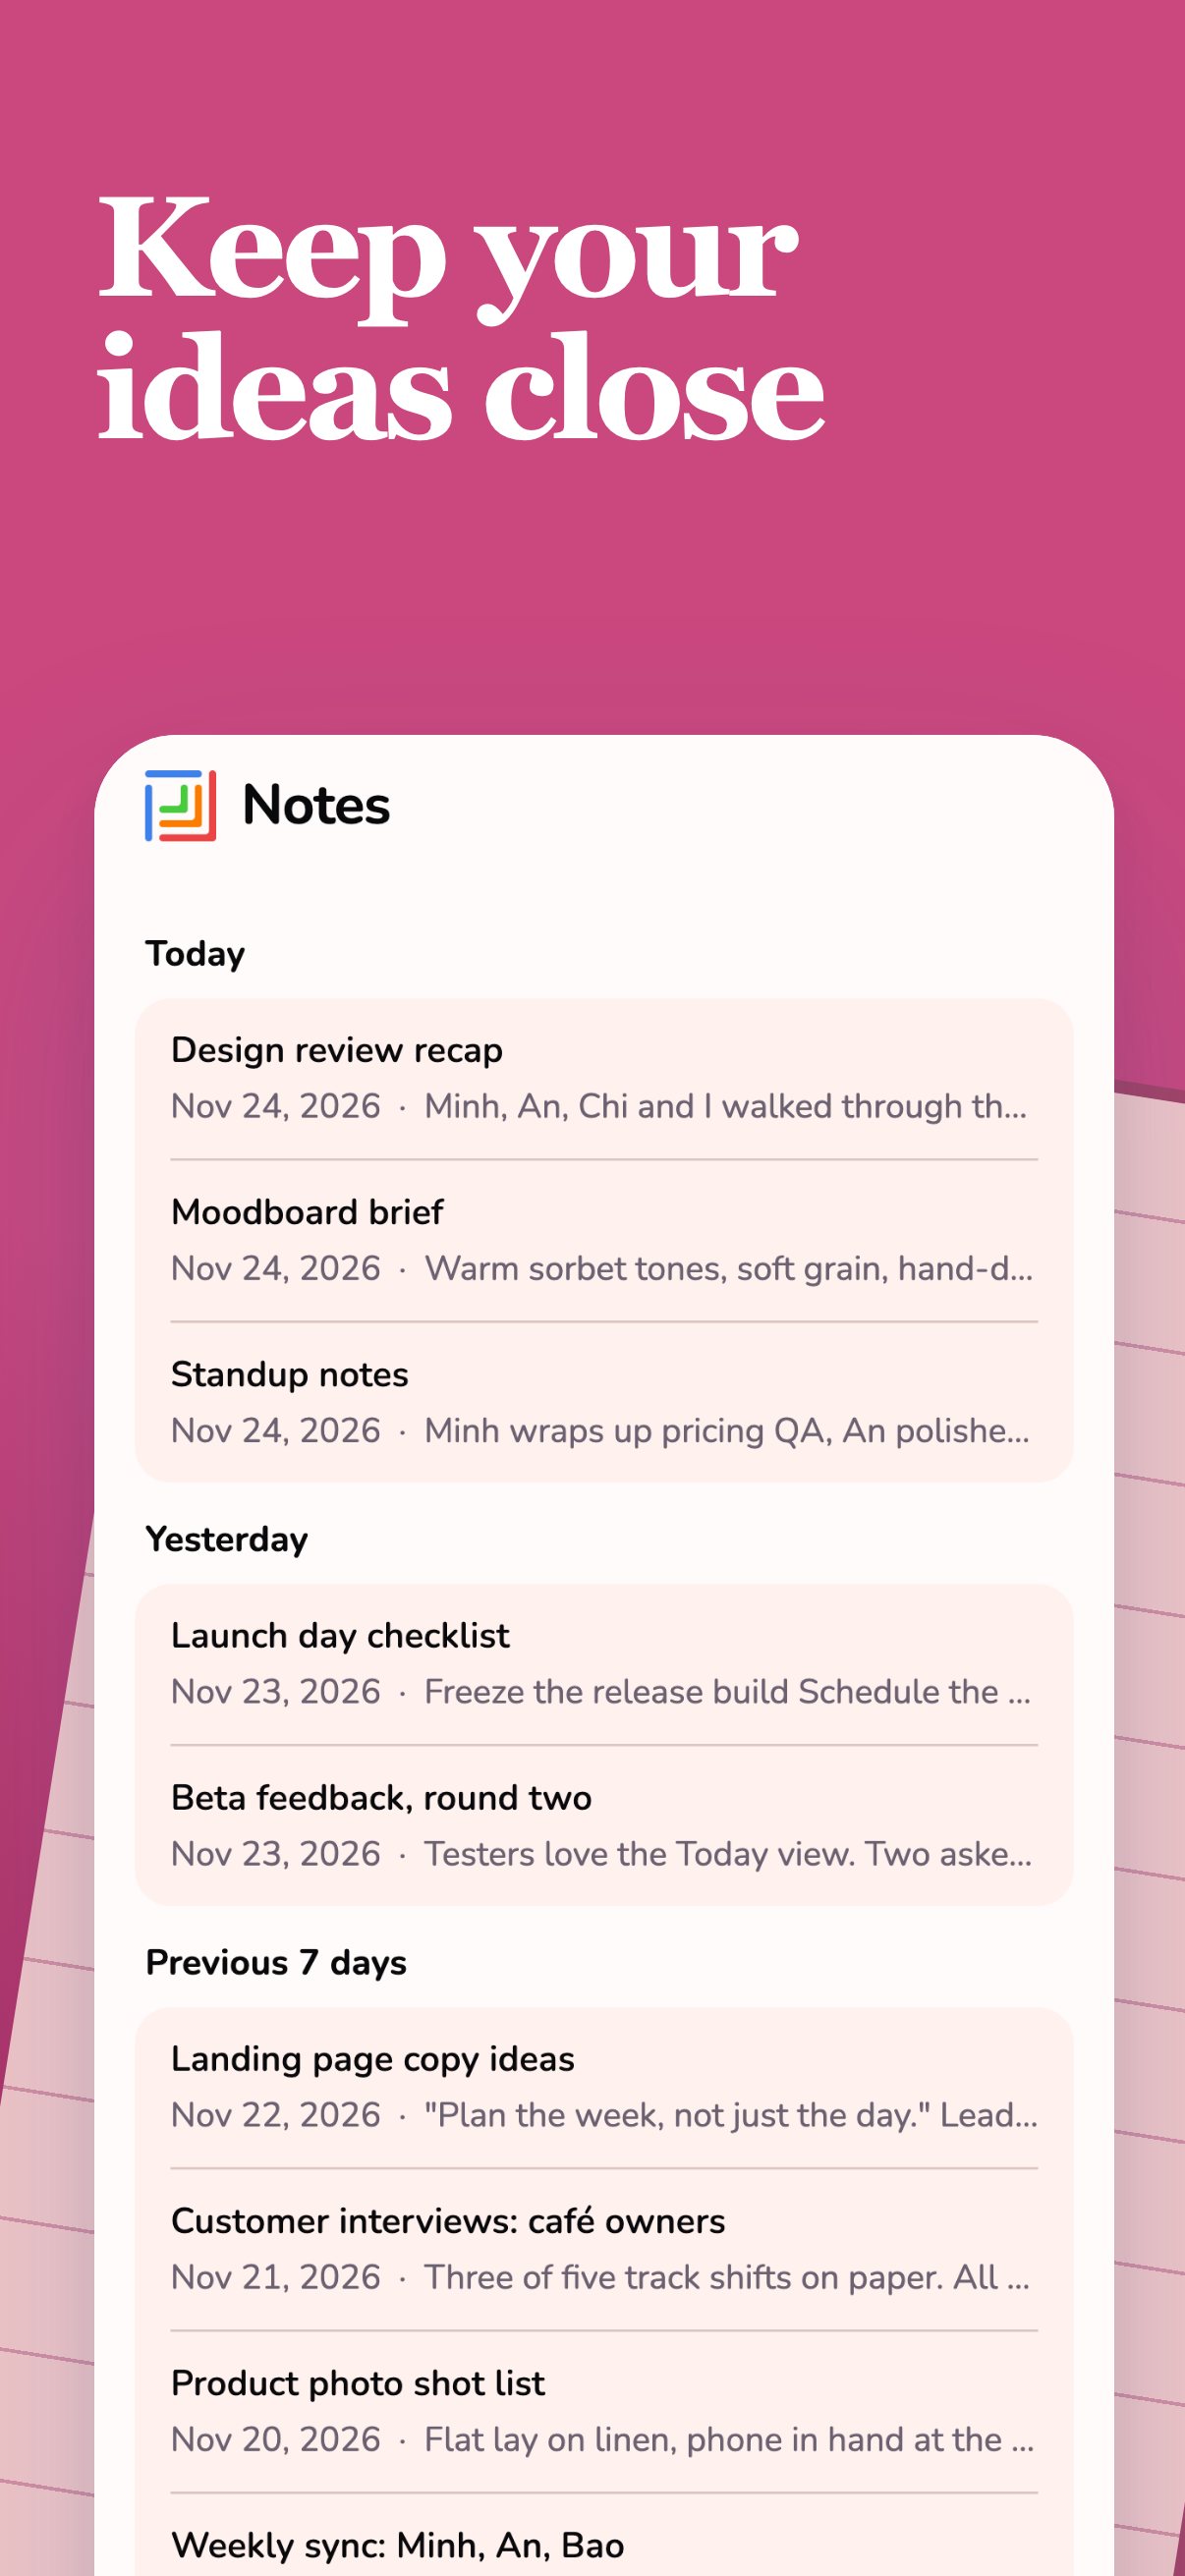 Keep your
ideas close
Notes
Today
Design review recap
Nov 24, 2026 · Minh, An, Chi and I walked through th...
Moodboard brief
Nov 24, 2026 · Warm sorbet tones, soft grain, hand-d...
Standup notes
Nov 24, 2026 · Minh wraps up pricing QA, An polishe...
Yesterday
Launch day checklist
Nov 23, 2026 · Freeze the release build Schedule the ...
Beta feedback, round two
Nov 23, 2026 · Testers love the Today view. Two aske...
Previous 7 days
Landing page copy ideas
Nov 22, 2026 · "Plan the week, not just the day." Lead...
Customer interviews: café owners
Nov 21, 2026 · Three of five track shifts on paper. All ...
Product photo shot list
Nov 20, 2026 · Flat lay on linen, phone in hand at the ...
Weekly sync: Minh, An, Bao